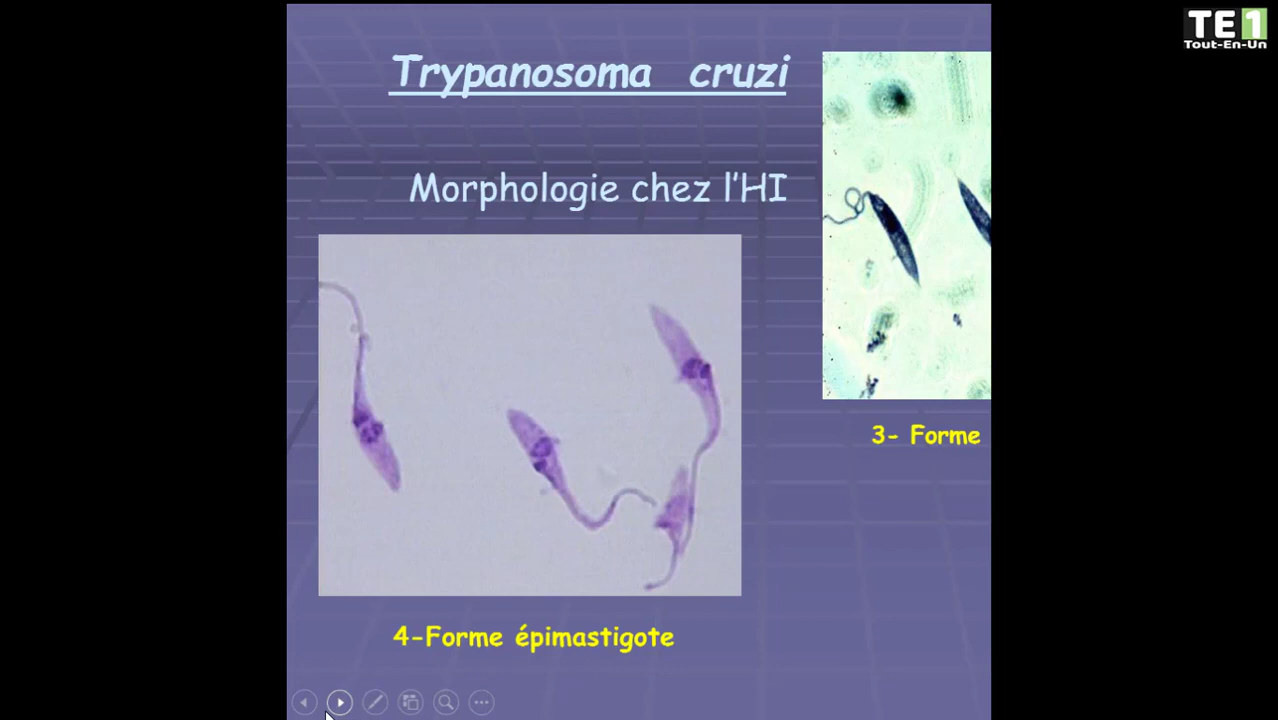 TE1
Tout-En-Un
Trypanosoma cruzi
Morphologie chez l'HI
3- Forme
4-Forme épimastigote